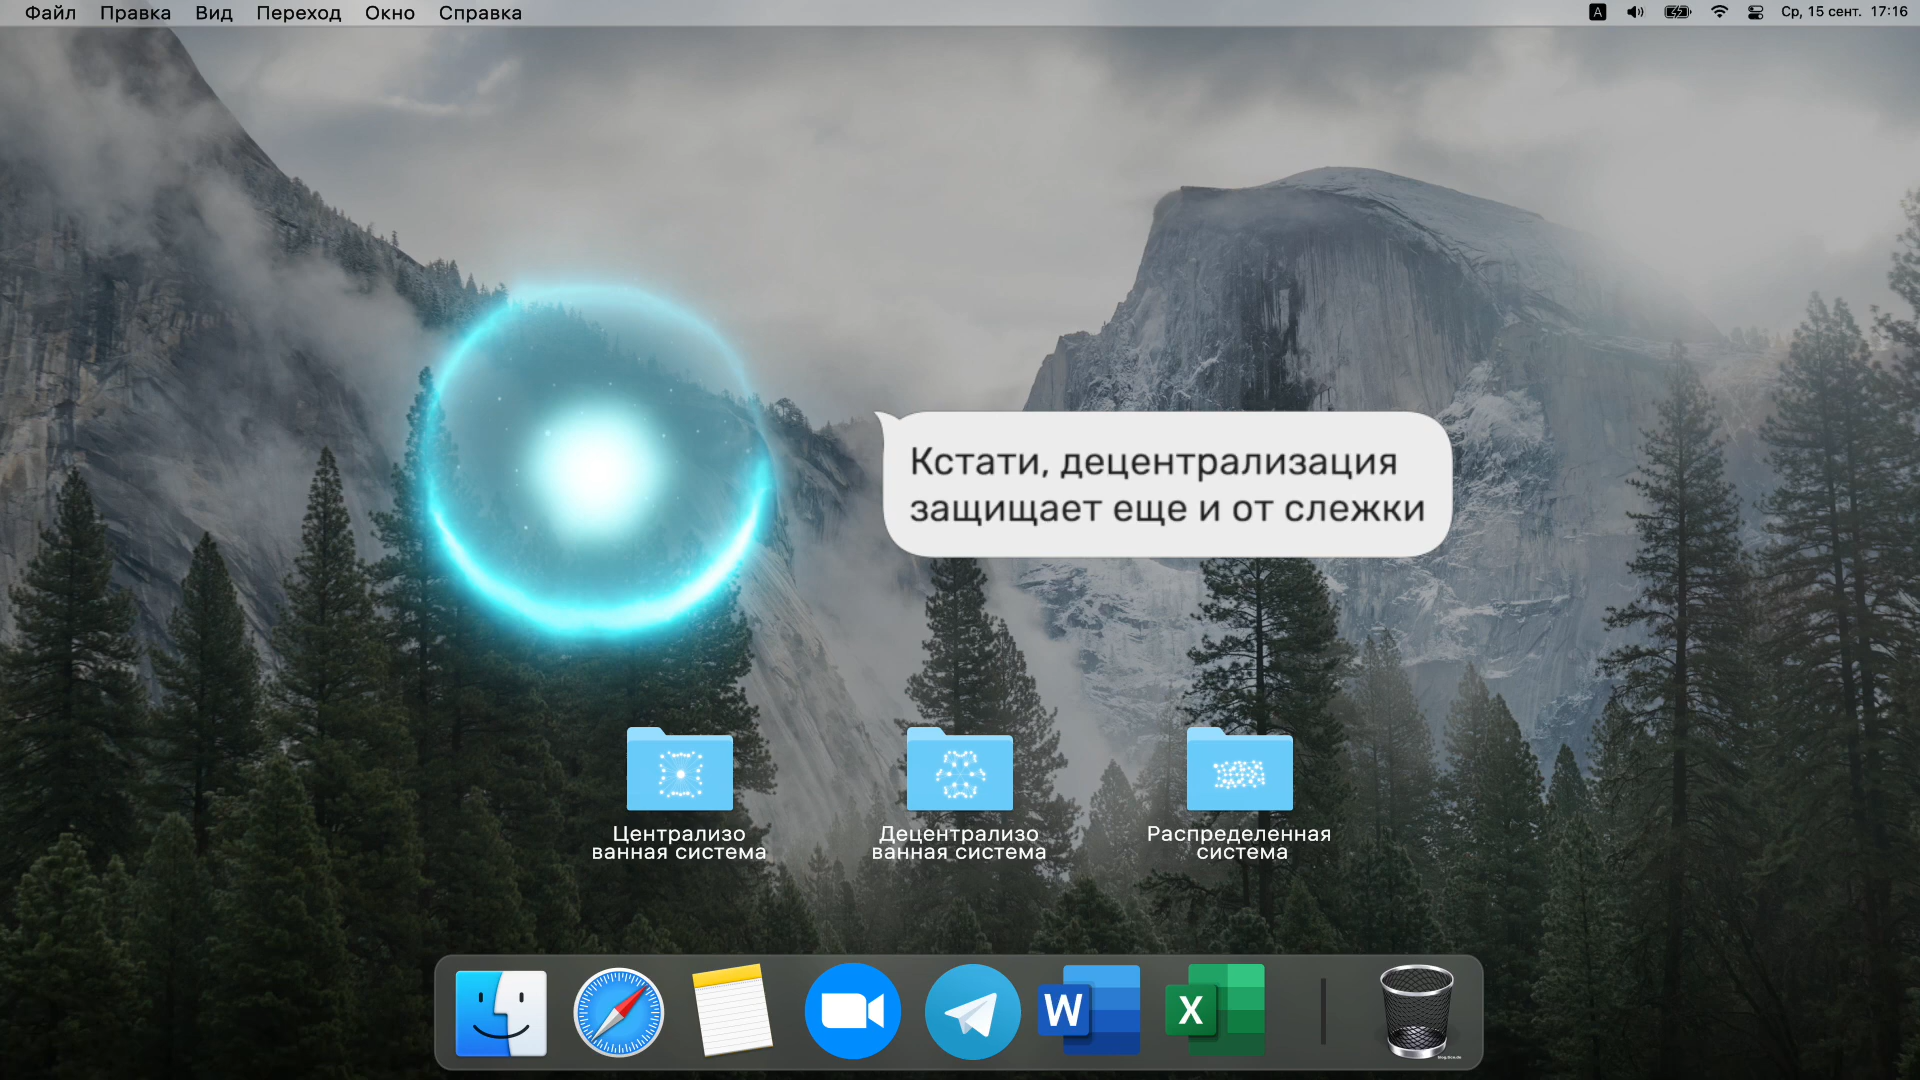 Файл Правка Вид Переход Окно Справка
A Ср, 15 сент. 17:16
Кстати, децентрализация
защищает еще и от слежки
Централизо
ванная система
Децентрализо
ванная система
Распределенная
система
W
X